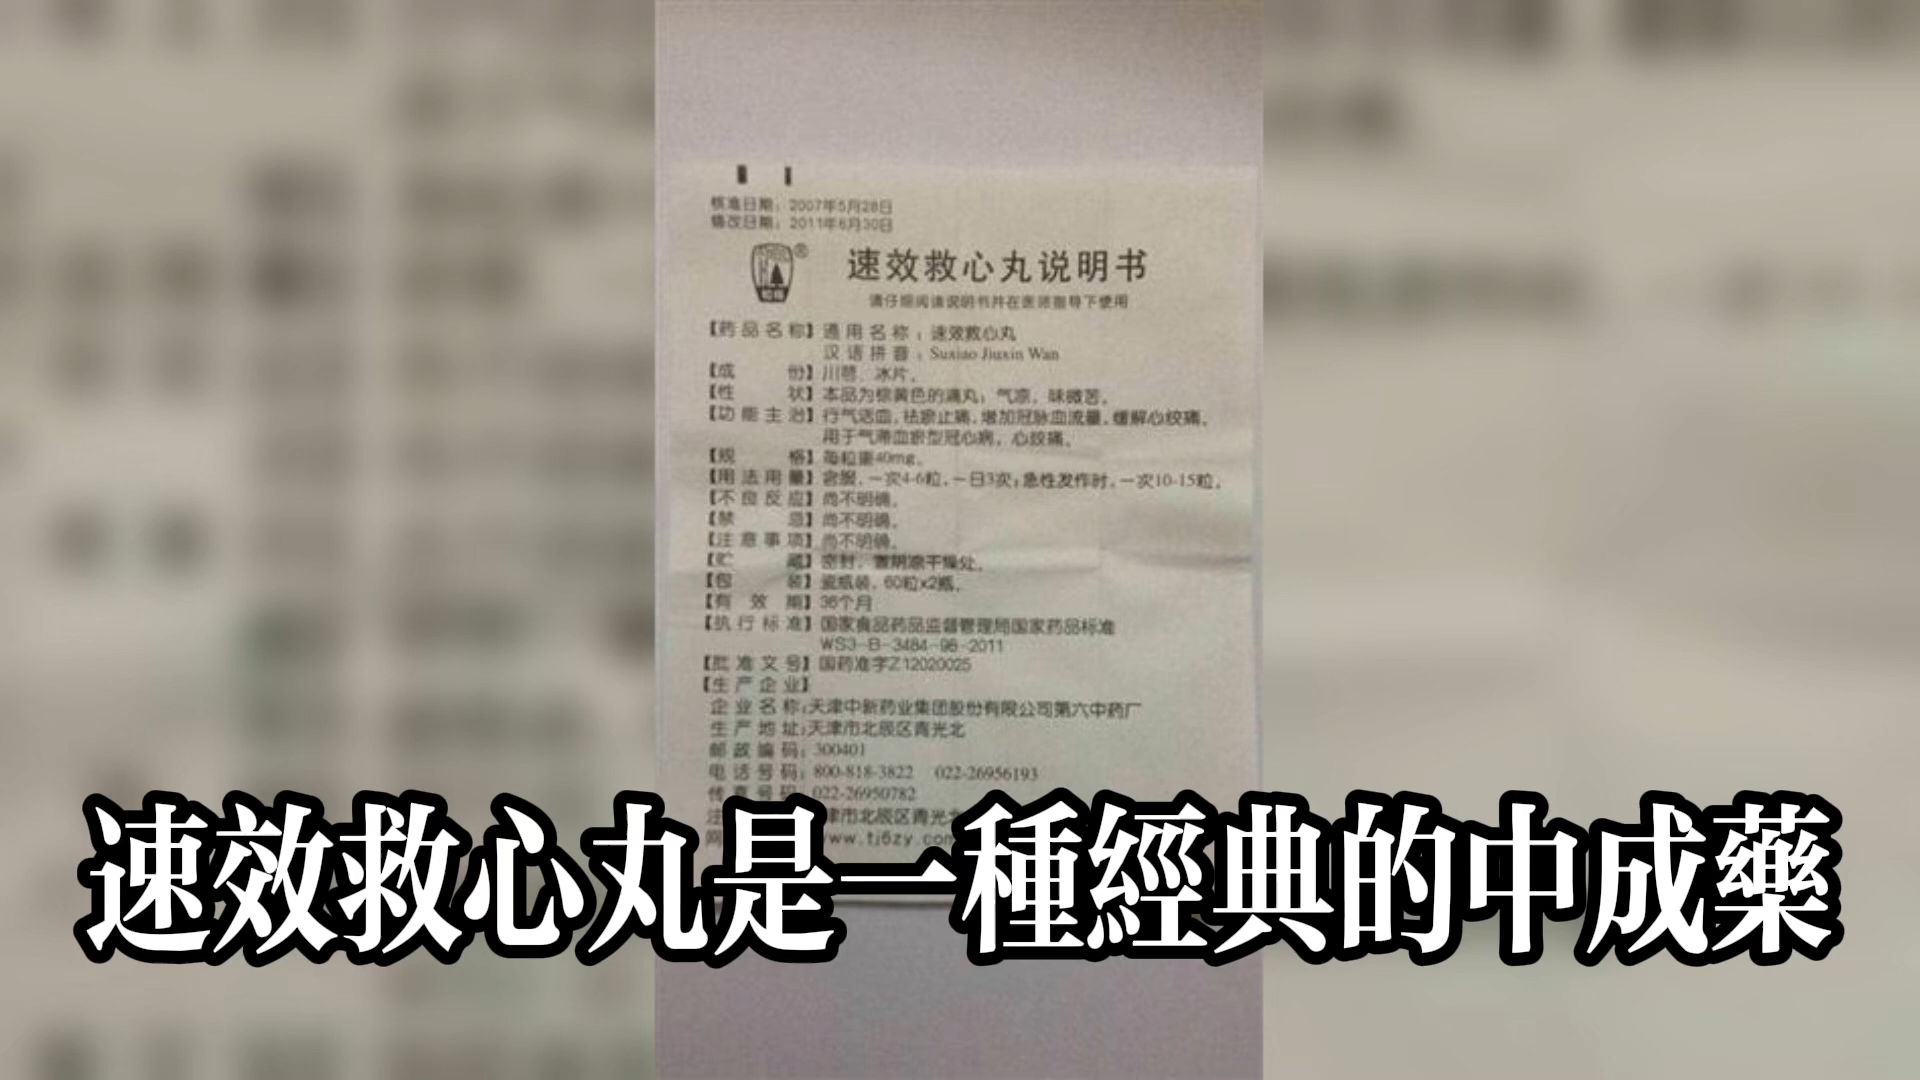 核准日期：2007年5月28日
修改日期：2011年6月30日
速效救心丸说明书
请仔细阅读说明书并在医师指导下使用
【药品名称】通用名称：速效救心丸
汉语拼音：Suxiao Jiuxin Wan
【成份】川芎、冰片。
【性状】本品为棕黄色的滴丸；气凉，味微苦。
【功能主治】行气活血，祛瘀止痛，增加冠脉血流量，缓解心绞痛。
用于气滞血瘀型冠心病，心绞痛。
【规格】每粒重40mg。
【用法用量】含服，一次4-6粒，一日3次；急性发作时，一次10-15粒。
【不良反应】尚不明确。
【禁忌】尚不明确。
【注意事项】尚不明确。
【贮藏】密封，置阴凉干燥处。
【包装】瓷瓶装，60粒x2瓶。
【有效期】36个月
【执行标准】国家食品药品监督管理局国家药品标准
WS3-B-3484-98-2011
【批准文号】国药准字Z12020025
【生产企业】
企业名称：天津中新药业集团股份有限公司第六中药厂
生产地址：天津市北辰区青光北
邮政编码：300401
电话号码：800-818-3822 022-26956193
传真号码：022-26950782
津市北辰区青光北
www.tj6zy.com
速效救心丸是一種經典的中成藥